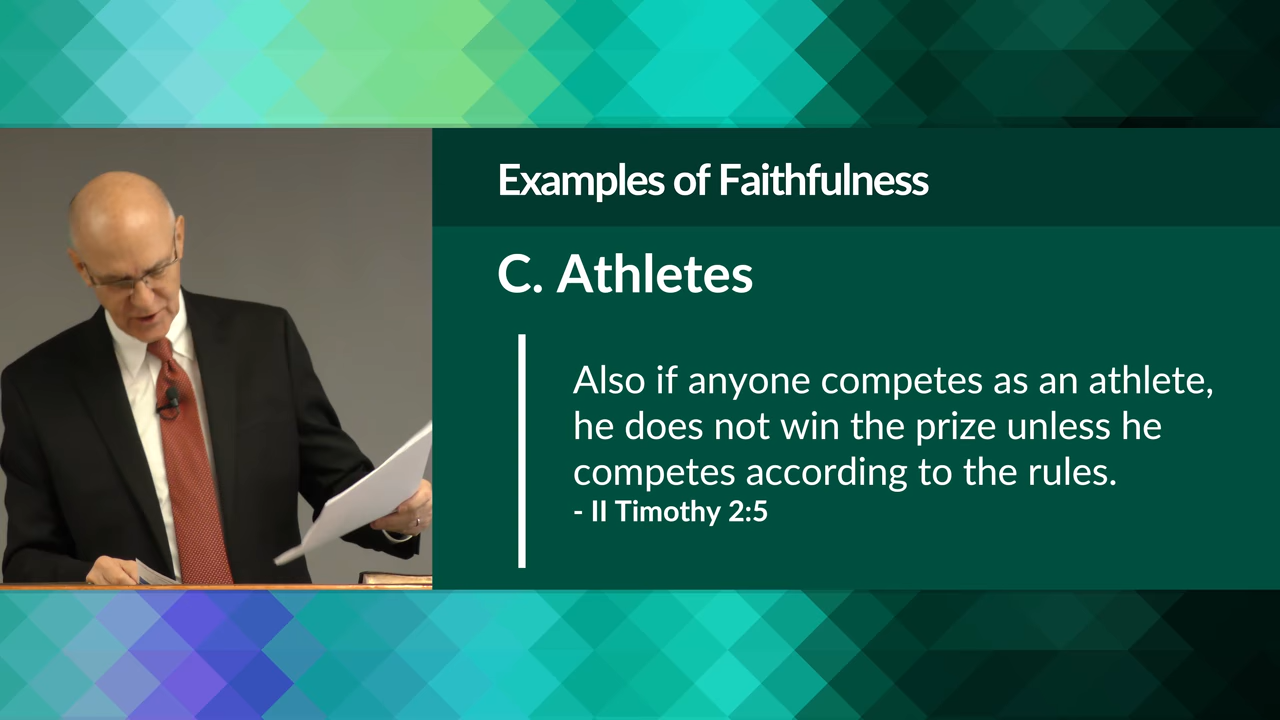 Examples of Faithfulness
C. Athletes
Also if anyone competes as an athlete,
he does not win the prize unless he
competes according to the rules.
- II Timothy 2:5